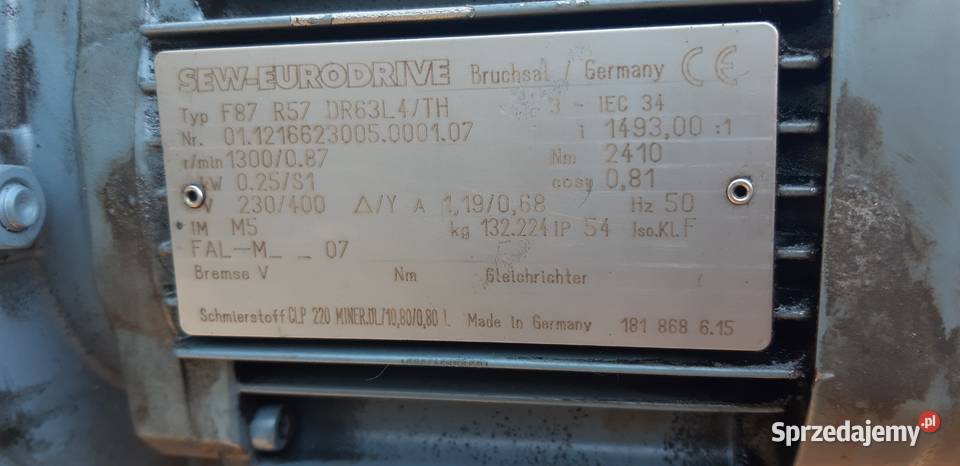 SEW-EURODRIVE Bruchsal / Germany CE
Typ F87 R57 DR63L4/TH 3 - IEC 34
Nr. 01.1216623005.0001.07 i 1493,00 :1
r/min 1300/0.87 Nm 2410
kW 0.25/S1 cosφ 0,81
V 230/400 Δ/Y A 1,19/0,68 Hz 50
IM M5 kg 132.224 IP 54 Iso.Kl. F
FAL-M_ _ 07
Bremse V Nm Gleichrichter
Schmierstoff CLP 220 MINER.ÖL/10,80/0,80 L Made in Germany 181 868 6.15
Sprzedajemy.pl